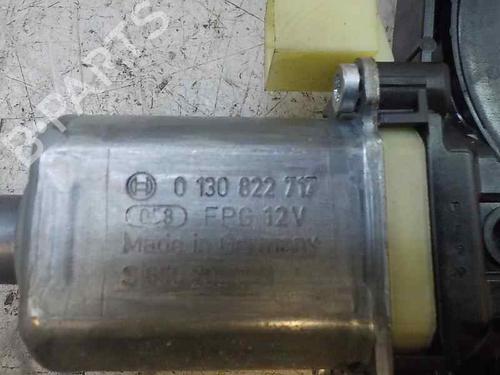 B-PARTS
0 130 822 717
058 FPG 12V
Made in Germany